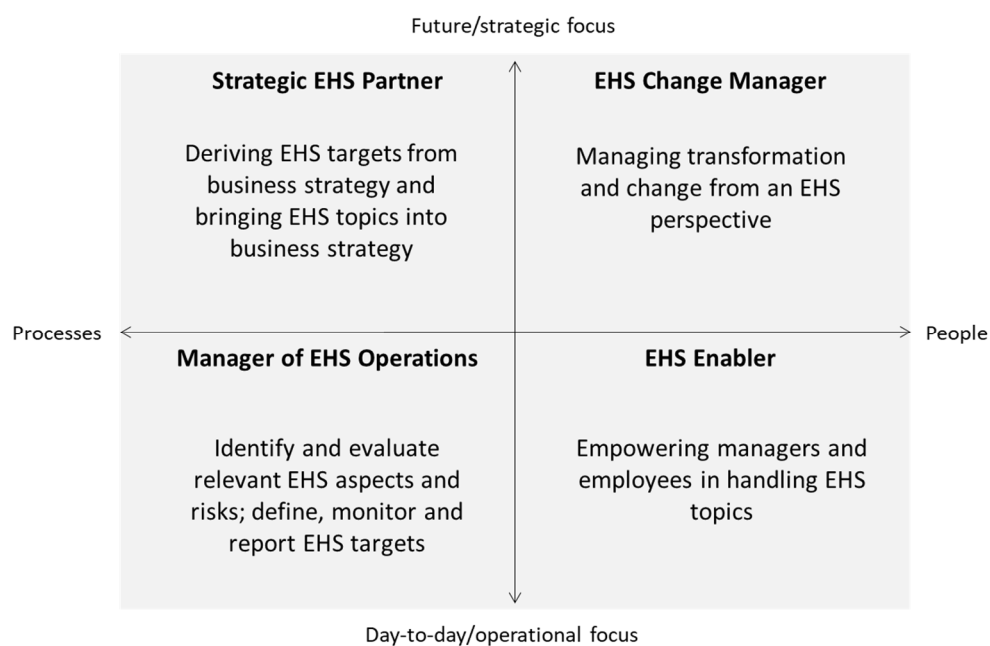 Future/strategic focus
Strategic EHS Partner
Deriving EHS targets from
business strategy and
bringing EHS topics into
business strategy
EHS Change Manager
Managing transformation
and change from an EHS
perspective
Processes
People
Manager of EHS Operations
Identify and evaluate
relevant EHS aspects and
risks; define, monitor and
report EHS targets
EHS Enabler
Empowering managers and
employees in handling EHS
topics
Day-to-day/operational focus